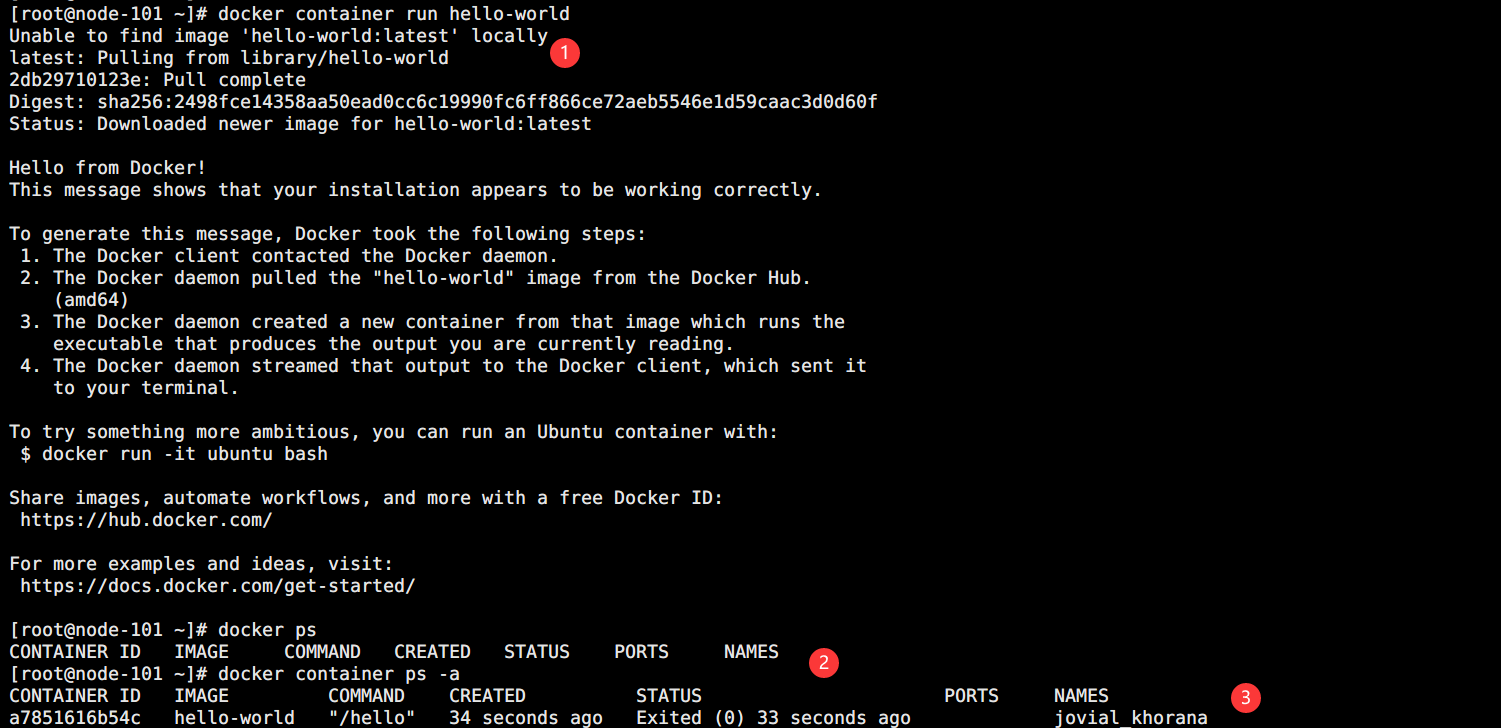 [root@node-101 ~]# docker container run hello-world
Unable to find image 'hello-world:latest' locally
1
latest: Pulling from library/hello-world
2db29710123e: Pull complete
Digest: sha256:2498fce14358aa50ead0cc6c19990fc6ff866ce72aeb5546e1d59caac3d0d60f
Status: Downloaded newer image for hello-world:latest
Hello from Docker!
This message shows that your installation appears to be working correctly.
To generate this message, Docker took the following steps:
1. The Docker client contacted the Docker daemon.
2. The Docker daemon pulled the "hello-world" image from the Docker Hub.
(amd64)
3. The Docker daemon created a new container from that image which runs the
executable that produces the output you are currently reading.
4. The Docker daemon streamed that output to the Docker client, which sent it
to your terminal.
To try something more ambitious, you can run an Ubuntu container with:
$ docker run -it ubuntu bash
Share images, automate workflows, and more with a free Docker ID:
https://hub.docker.com/
For more examples and ideas, visit:
https://docs.docker.com/get-started/
[root@node-101 ~]# docker ps
CONTAINER ID IMAGE COMMAND CREATED STATUS PORTS NAMES
2
[root@node-101 ~]# docker container ps -a
CONTAINER ID IMAGE COMMAND CREATED STATUS PORTS NAMES
3
a7851616b54c hello-world "/hello" 34 seconds ago Exited (0) 33 seconds ago jovial_khorana